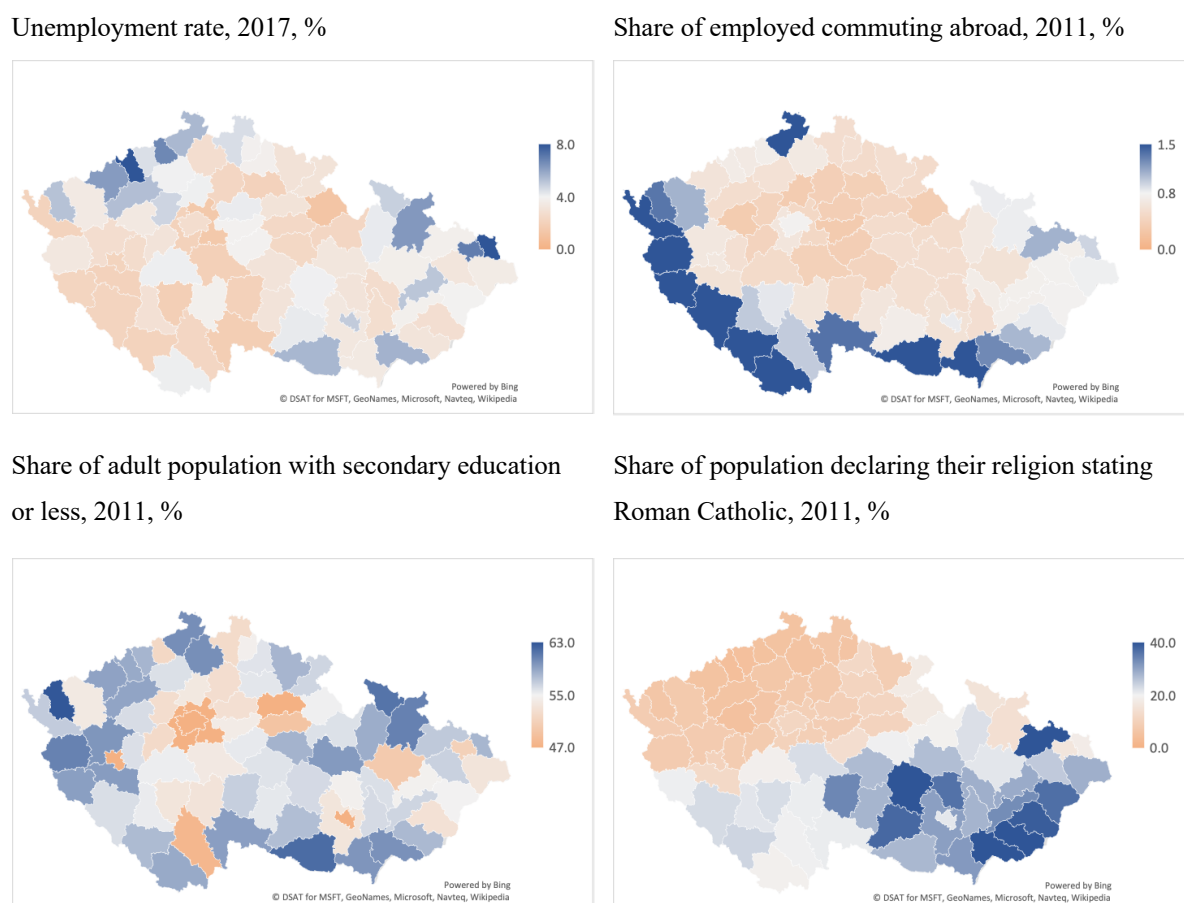 Unemployment rate, 2017, %
Share of employed commuting abroad, 2011, %
8.0
4.0
0.0
Powered by Bing
© DSAT for MSFT, GeoNames, Microsoft, Navteq, Wikipedia
1.5
0.8
0.0
Powered by Bing
© DSAT for MSFT, GeoNames, Microsoft, Navteq, Wikipedia
Share of adult population with secondary education
or less, 2011, %
Share of population declaring their religion stating
Roman Catholic, 2011, %
63.0
55.0
47.0
Powered by Bing
© DSAT for MSFT, GeoNames, Microsoft, Navteq, Wikipedia
40.0
20.0
0.0
Powered by Bing
© DSAT for MSFT, GeoNames, Microsoft, Navteq, Wikipedia